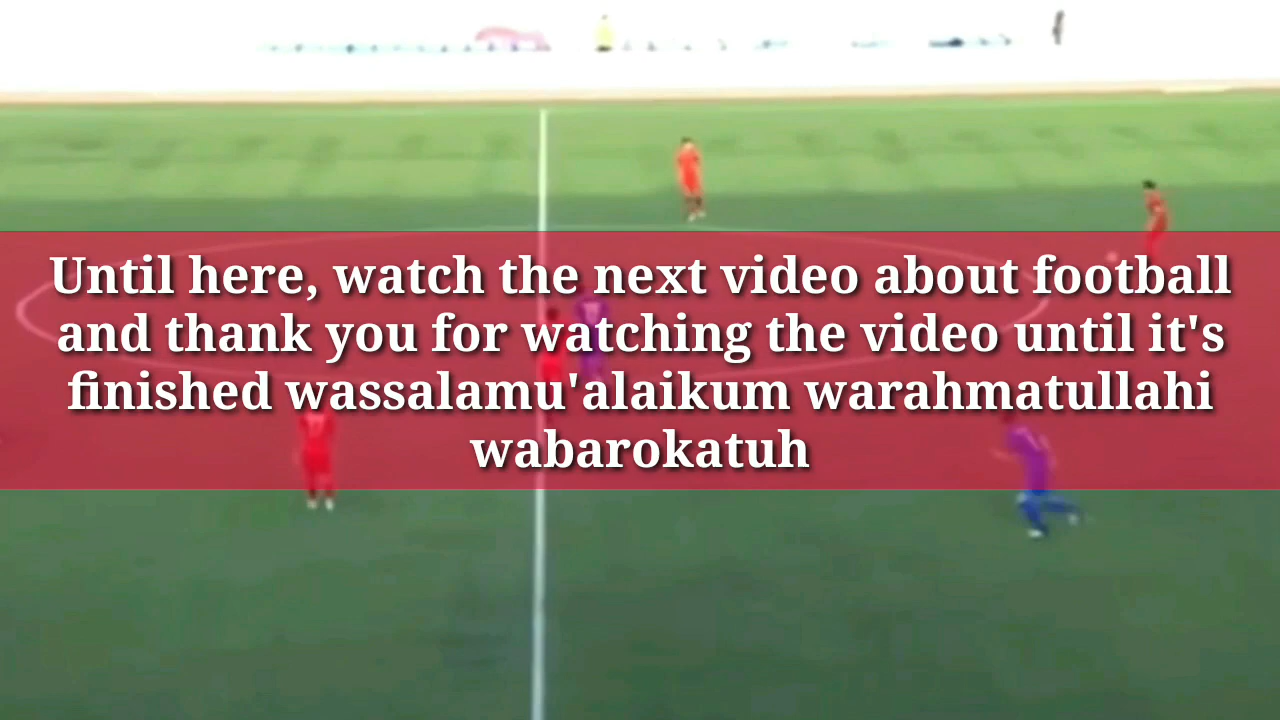 Until here, watch the next video about football
and thank you for watching the video until it's
finished wassalamu'alaikum warahmatullahi
wabarokatuh